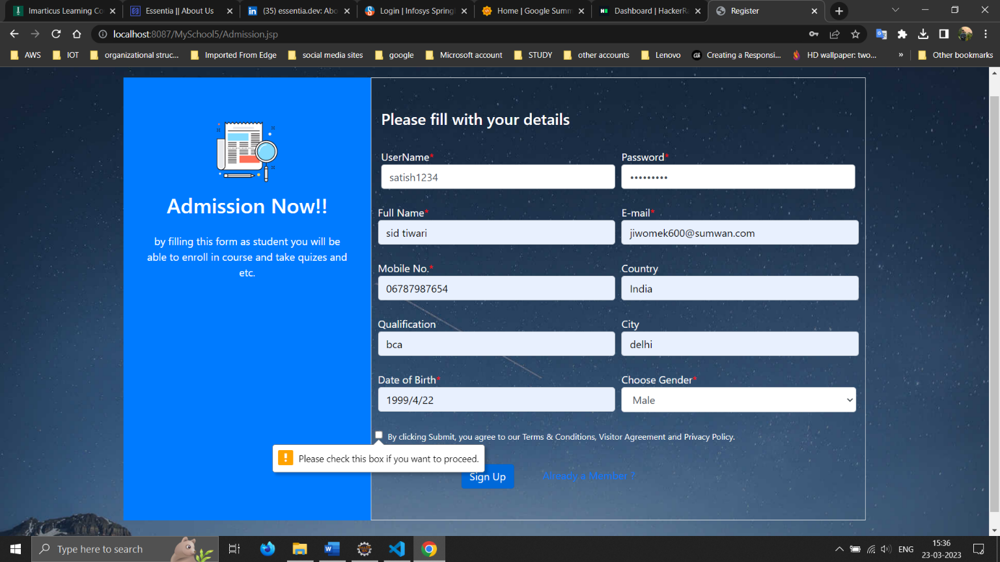 Imarticus Learning Co
Essentia || About Us
(35) essentia.dev: Abo
Login | Infosys Spring
Home | Google Summ
Dashboard | HackerRa
Register
localhost:8087/MySchool5/Admission.jsp
AWS
IOT
organizational struc...
Imported From Edge
social media sites
google
Microsoft account
STUDY
other accounts
Lenovo
Creating a Responsi...
HD wallpaper: two...
»
Other bookmarks
Admission Now!!
by filling this form as student you will be
able to enroll in course and take quizes and
etc.
Please fill with your details
UserName*
Password*
satish1234
•••••••••
Full Name*
E-mail*
sid tiwari
jiwomek600@sumwan.com
Mobile No.*
Country
06787987654
India
Qualification
City
bca
delhi
Date of Birth*
Choose Gender*
1999/4/22
Male
By clicking Submit, you agree to our Terms & Conditions, Visitor Agreement and Privacy Policy.
Please check this box if you want to proceed.
Sign Up
Already a Member ?
Type here to search
ENG
15:36
23-03-2023